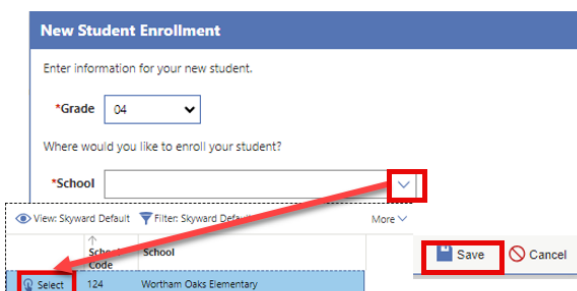 New Student Enrollment
Enter information for your new student.
*Grade 04
Where would you like to enroll your student?
*School
View: Skyward Default Filter: Skyward Defau More
School Code School
Save Cancel
Select 124 Wortham Oaks Elementary